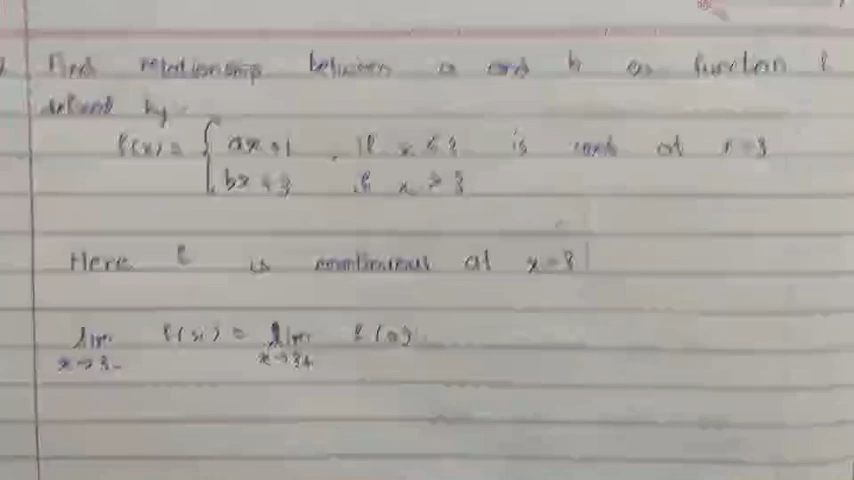 Find relationship between a and b as function f
defined by
f(x) = { ax + 1 , if x ≤ 3 is cont at x = 3
bx + 3 if x > 3
Here f is continuous at x = 3
lim f(x) = lim f(x)
x → 3- x → 3+